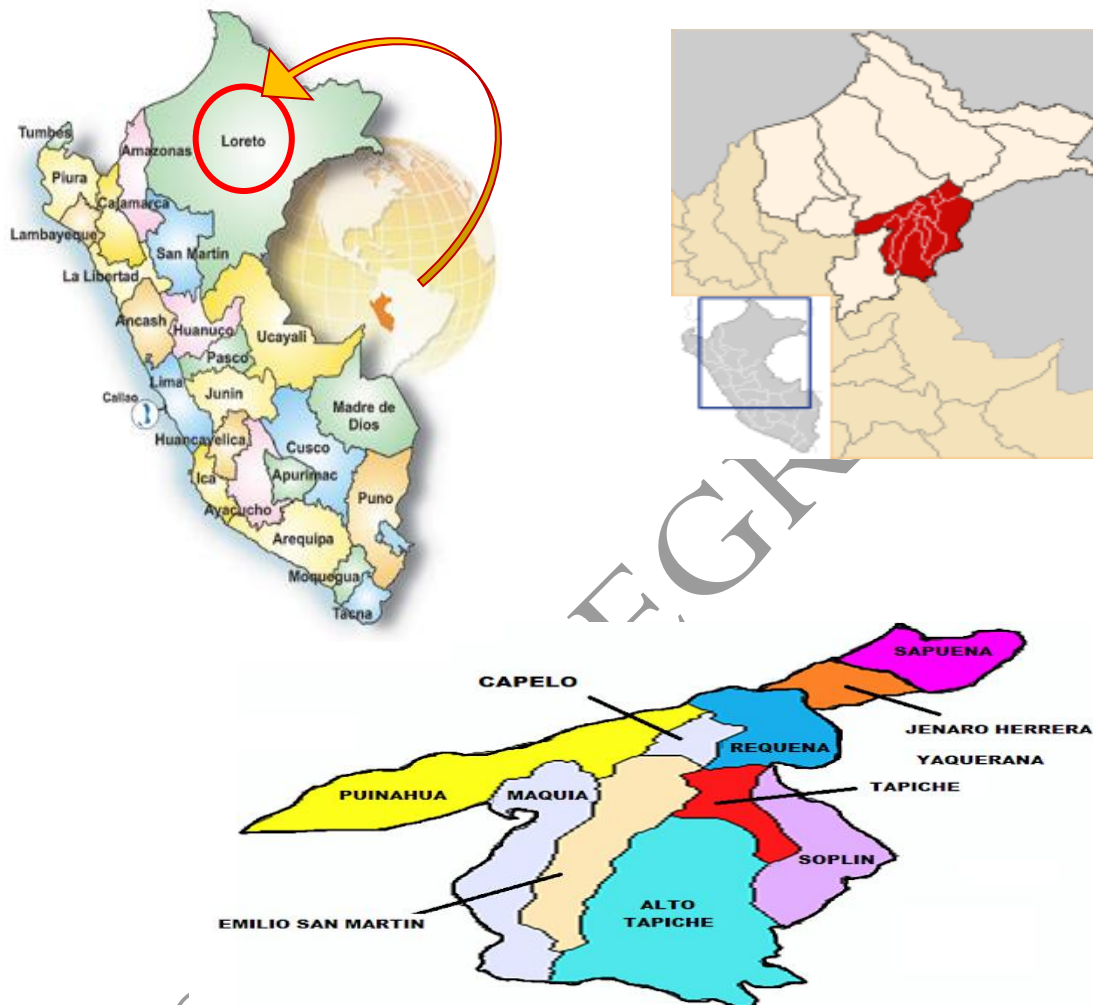 Tumbes
Loreto
Amazonas
Piura
Cajamarca
Lambayeque
San Martín
La Libertad
Ancash
Huanuco
Ucayali
Pasco
Lima
Junin
Callao
Madre de
Dios
Huancavelica
Cusco
Ica
Apurimac
Puno
Ayacucho
Arequipa
Moquegua
Tacna
EGR
SAPUENA
CAPELO
JENARO HERRERA
REQUENA
YAQUERANA
TAPICHE
PUINAHUA
MAQUIA
SOPLIN
ALTO
TAPICHE
EMILIO SAN MARTIN